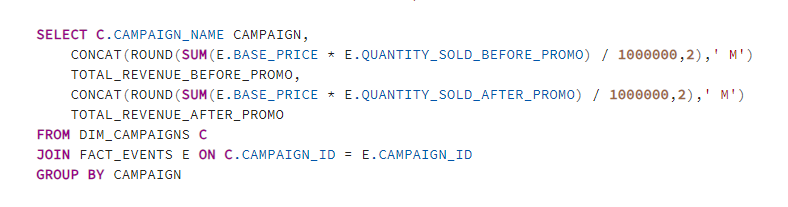 SELECT C.CAMPAIGN_NAME CAMPAIGN,
CONCAT(ROUND(SUM(E.BASE_PRICE * E.QUANTITY_SOLD_BEFORE_PROMO) / 1000000,2),' M')
TOTAL_REVENUE_BEFORE_PROMO,
CONCAT(ROUND(SUM(E.BASE_PRICE * E.QUANTITY_SOLD_AFTER_PROMO) / 1000000,2),' M')
TOTAL_REVENUE_AFTER_PROMO
FROM DIM_CAMPAIGNS C
JOIN FACT_EVENTS E ON C.CAMPAIGN_ID = E.CAMPAIGN_ID
GROUP BY CAMPAIGN